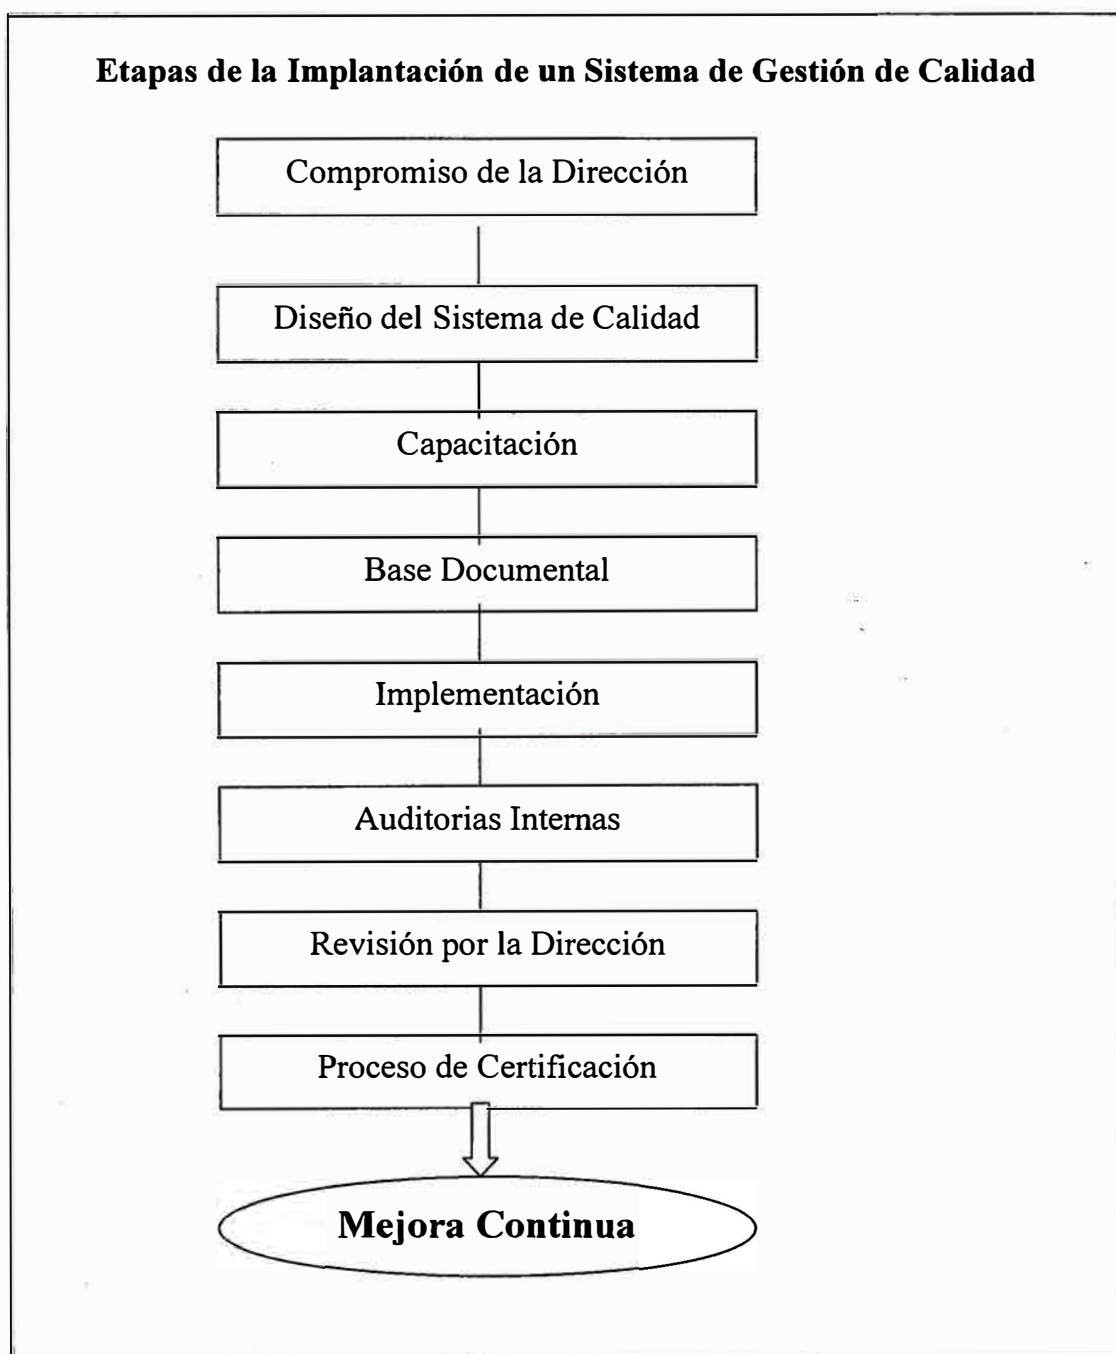 Etapas de la Implantación de un Sistema de Gestión de Calidad
Compromiso de la Dirección
Diseño del Sistema de Calidad
Capacitación
Base Documental
Implementación
Auditorias Internas
Revisión por la Dirección
Proceso de Certificación
Mejora Continua